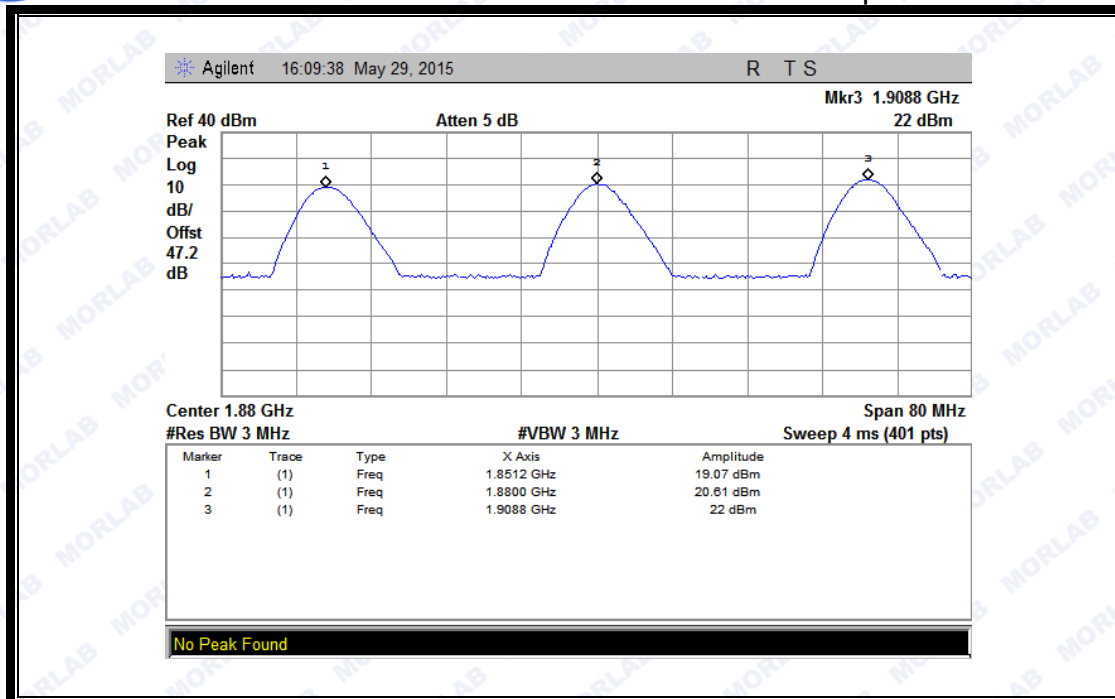 Agilent 16:09:38 May 29, 2015 R T S
Mkr3 1.9088 GHz
Ref 40 dBm Atten 5 dB 22 dBm
Peak
Log
10
dB/
Offst
47.2
dB
1
2
3
Center 1.88 GHz Span 80 MHz
#Res BW 3 MHz #VBW 3 MHz Sweep 4 ms (401 pts)
Marker Trace Type X Axis Amplitude
1 (1) Freq 1.8512 GHz 19.07 dBm
2 (1) Freq 1.8800 GHz 20.61 dBm
3 (1) Freq 1.9088 GHz 22 dBm
No Peak Found
MORLAB